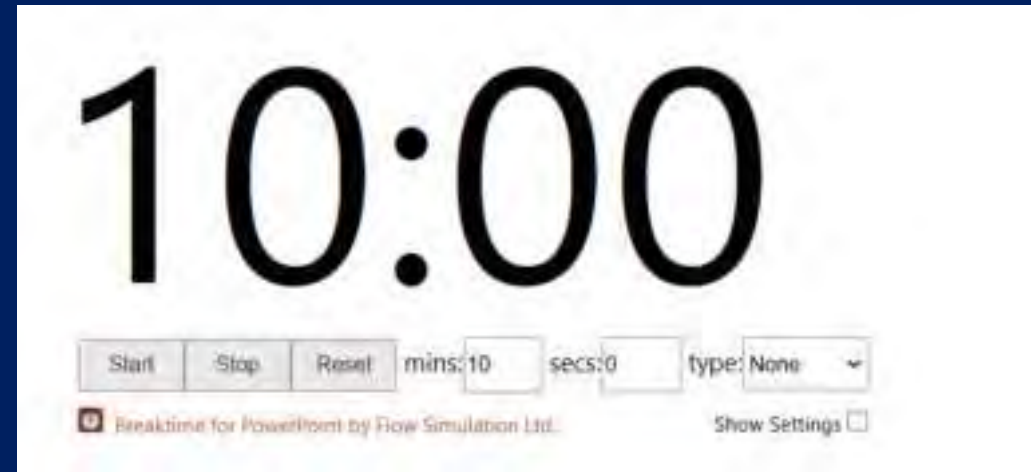 10:00
Start Stop Reset mins: 10 secs: 0 type: None
Breaktime for PowerPoint by Flow Simulation Ltd.
Show Settings